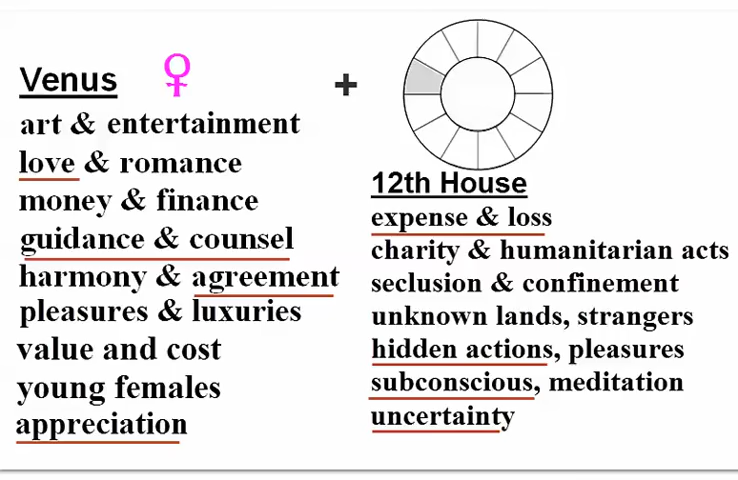 Venus ♀ +
art & entertainment
love & romance
money & finance
guidance & counsel
harmony & agreement
pleasures & luxuries
value and cost
young females
appreciation
12th House
expense & loss
charity & humanitarian acts
seclusion & confinement
unknown lands, strangers
hidden actions, pleasures
subconscious, meditation
uncertainty